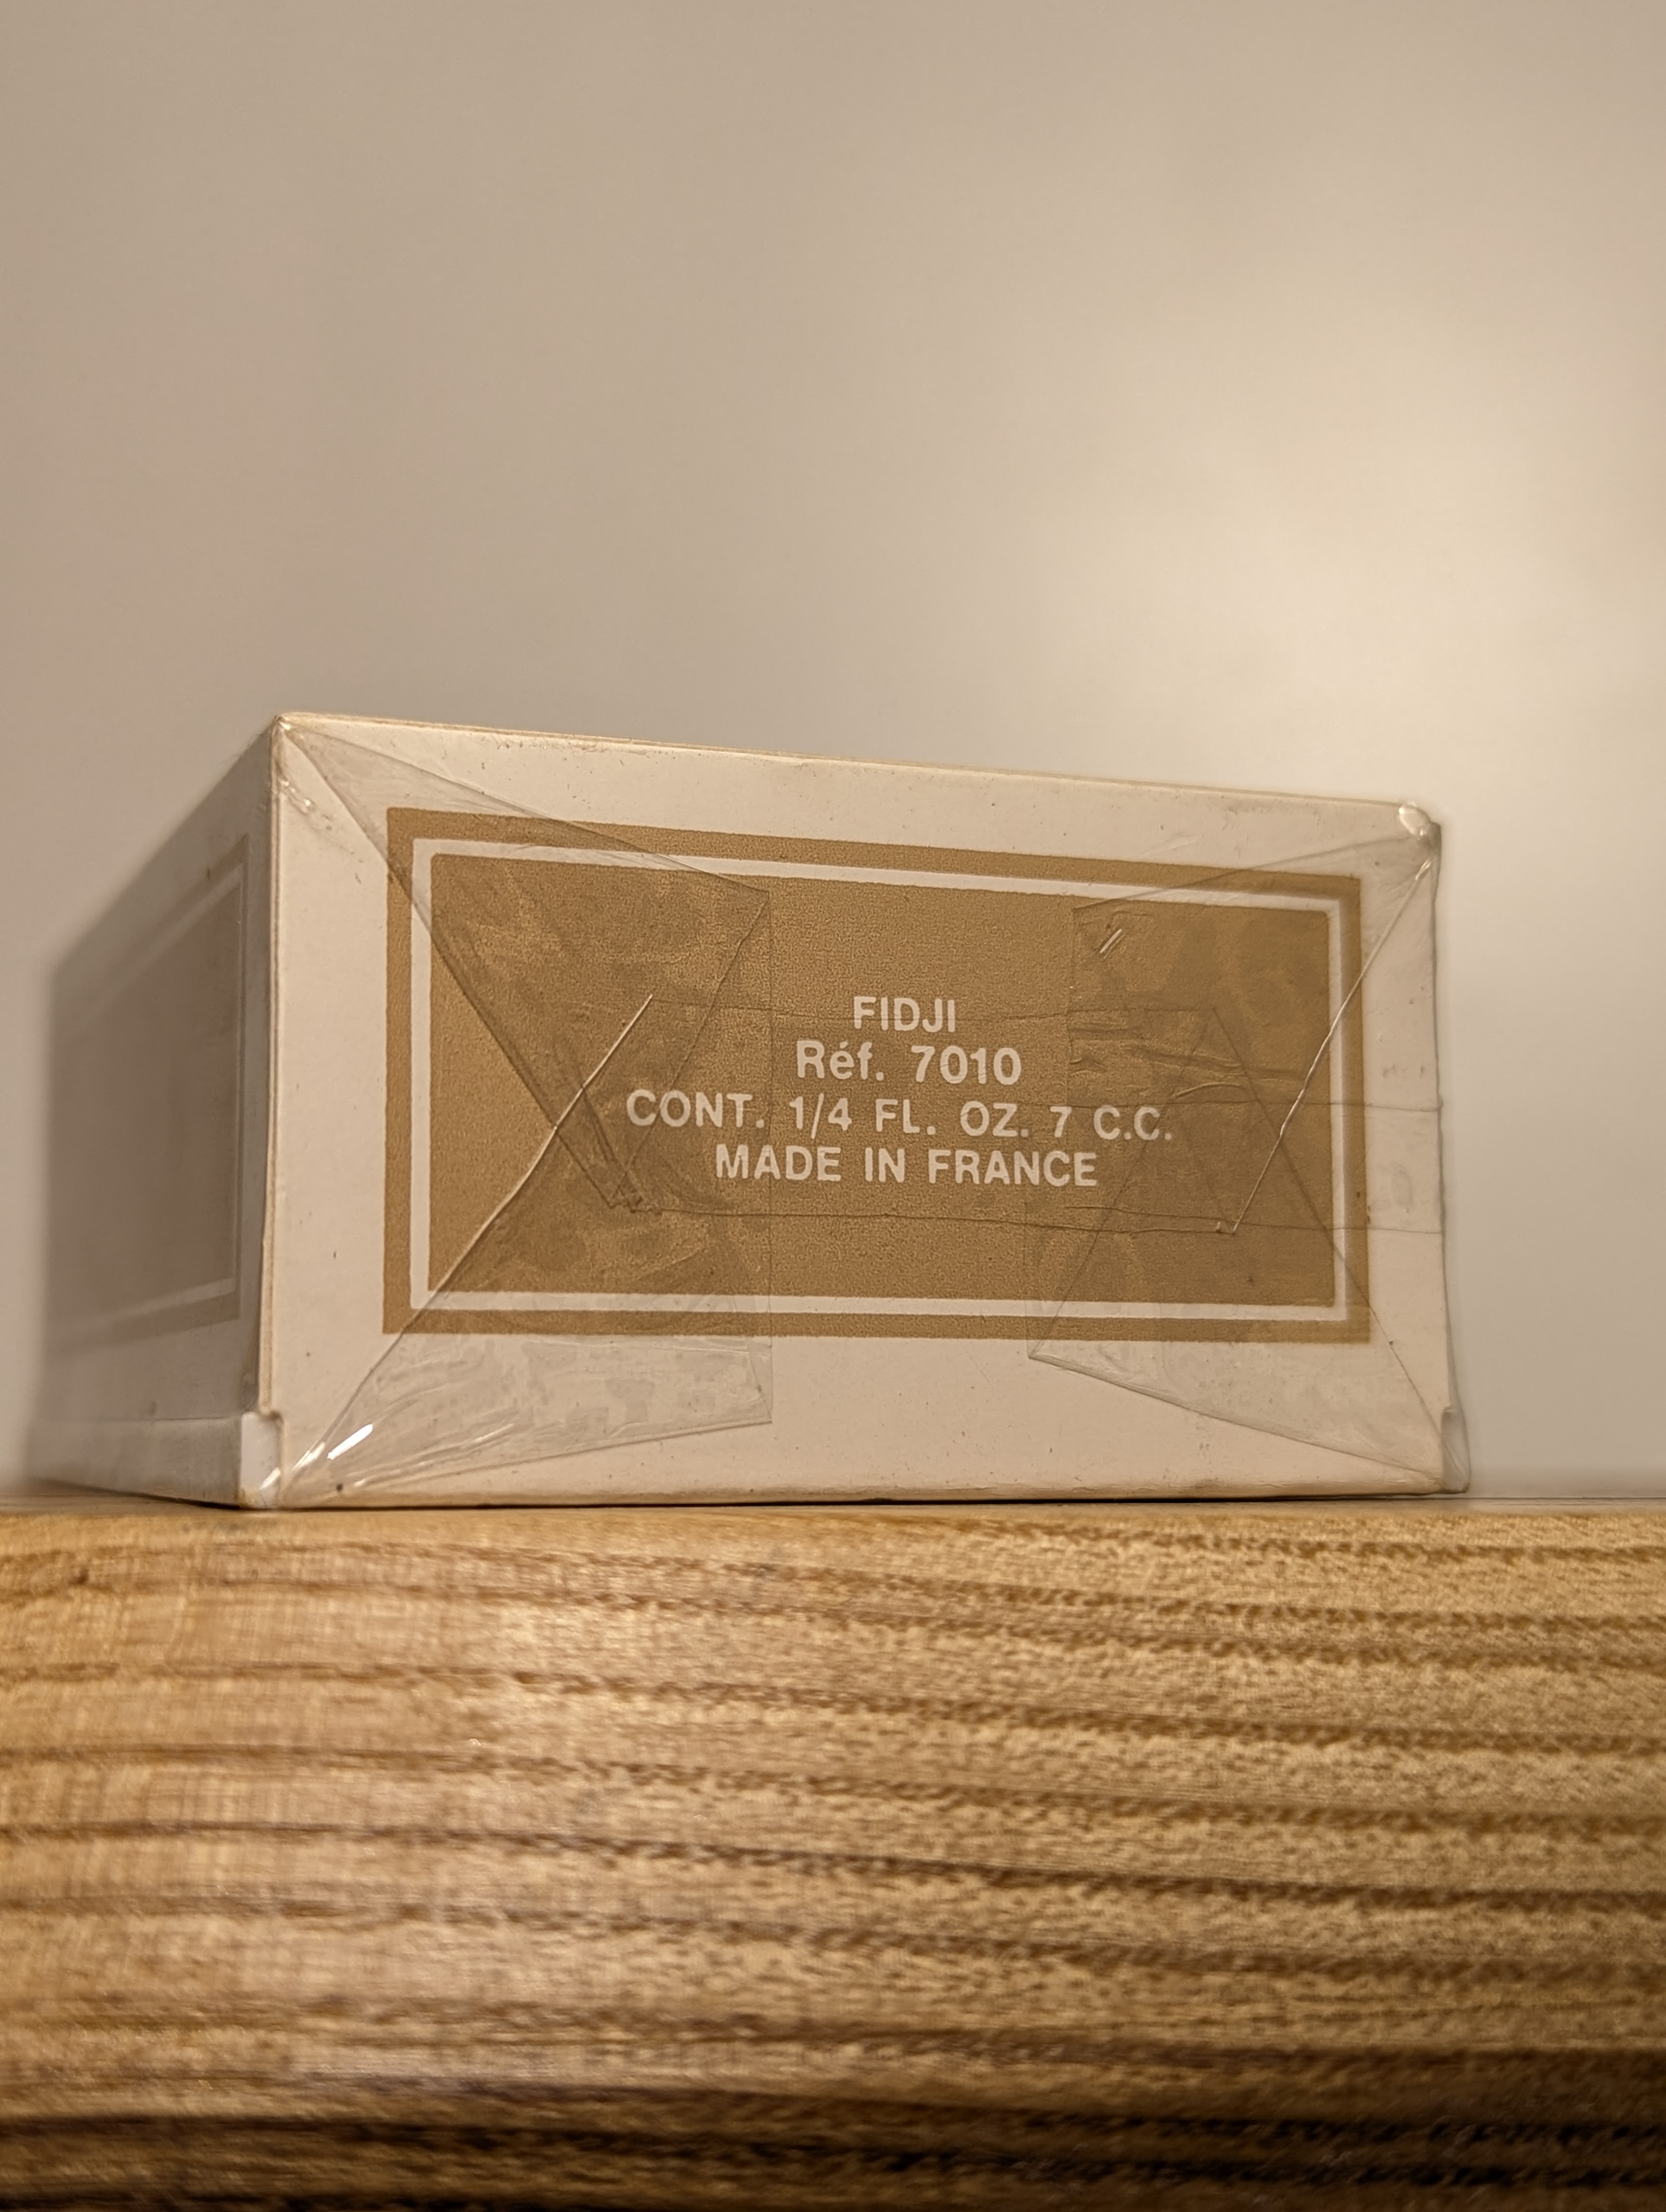 FIDJI
Réf. 7010
CONT. 1/4 FL. OZ. 7 C.C.
MADE IN FRANCE